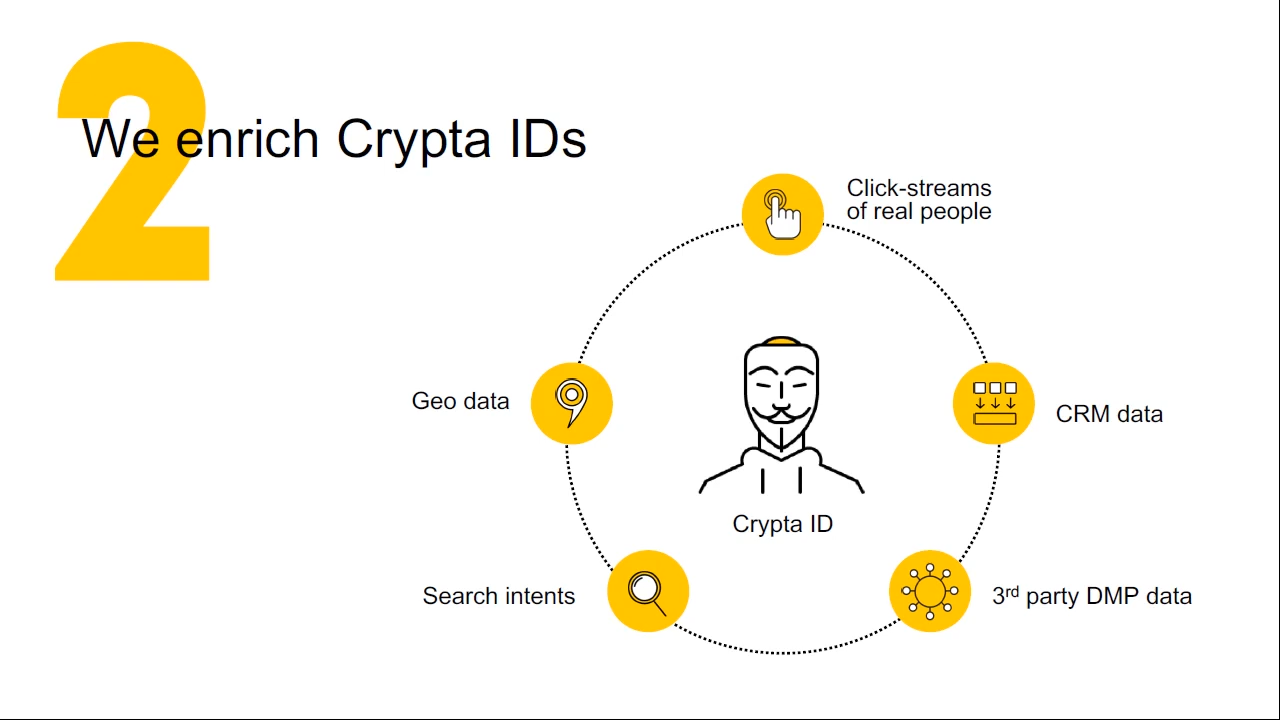 2
We enrich Crypta IDs
Click-streams
of real people
Geo data
CRM data
Crypta ID
Search intents
3rd party DMP data